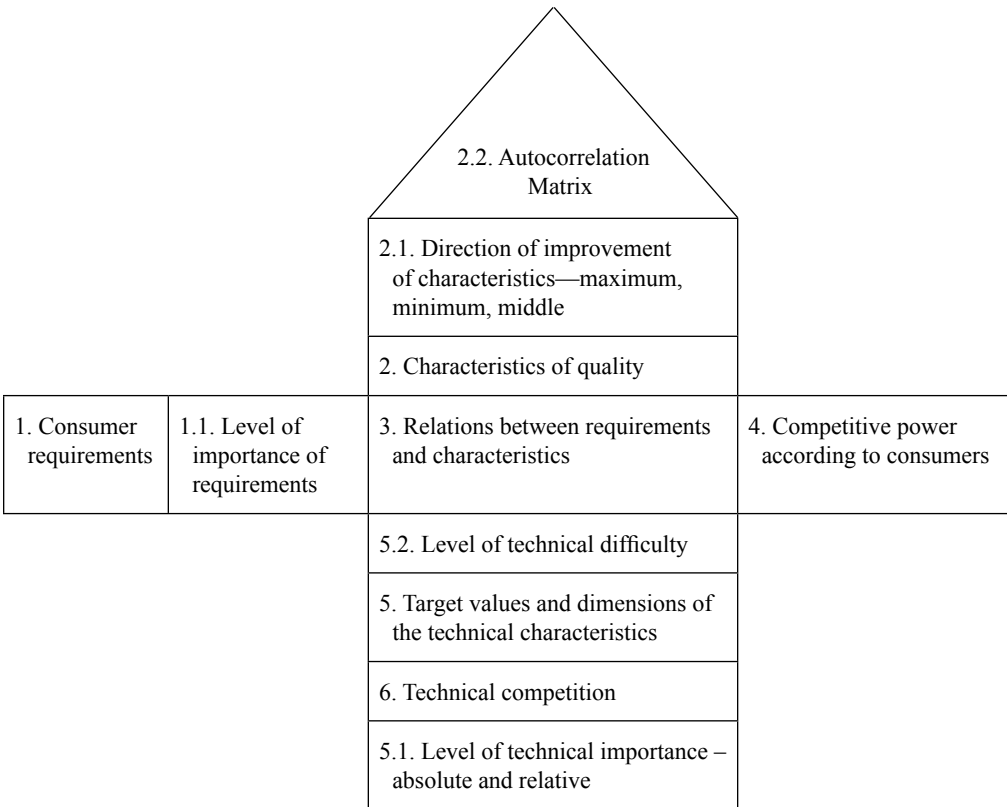 2.2. Autocorrelation
Matrix
2.1. Direction of improvement
of characteristics—maximum,
minimum, middle
2. Characteristics of quality
1. Consumer
requirements
1.1. Level of
importance of
requirements
3. Relations between requirements
and characteristics
4. Competitive power
according to consumers
5.2. Level of technical difficulty
5. Target values and dimensions of
the technical characteristics
6. Technical competition
5.1. Level of technical importance –
absolute and relative